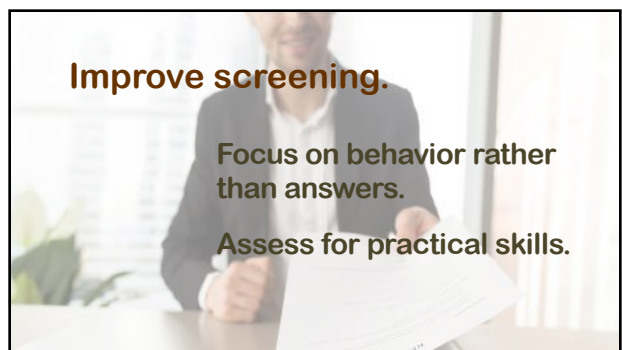 Improve screening.
Focus on behavior rather
than answers.
Assess for practical skills.